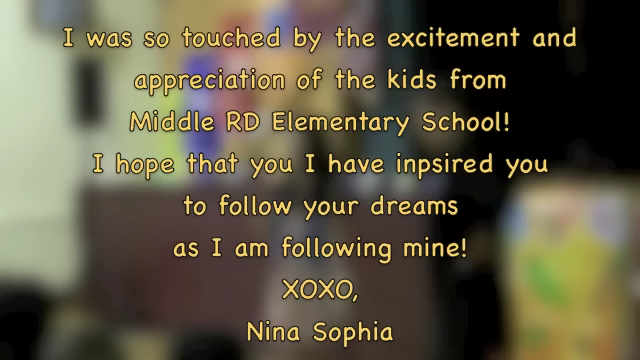 I was so touched by the excitement and
appreciation of the kids from
Middle RD Elementary School!
I hope that you I have inpsired you
to follow your dreams
as I am following mine!
XOXO,
Nina Sophia